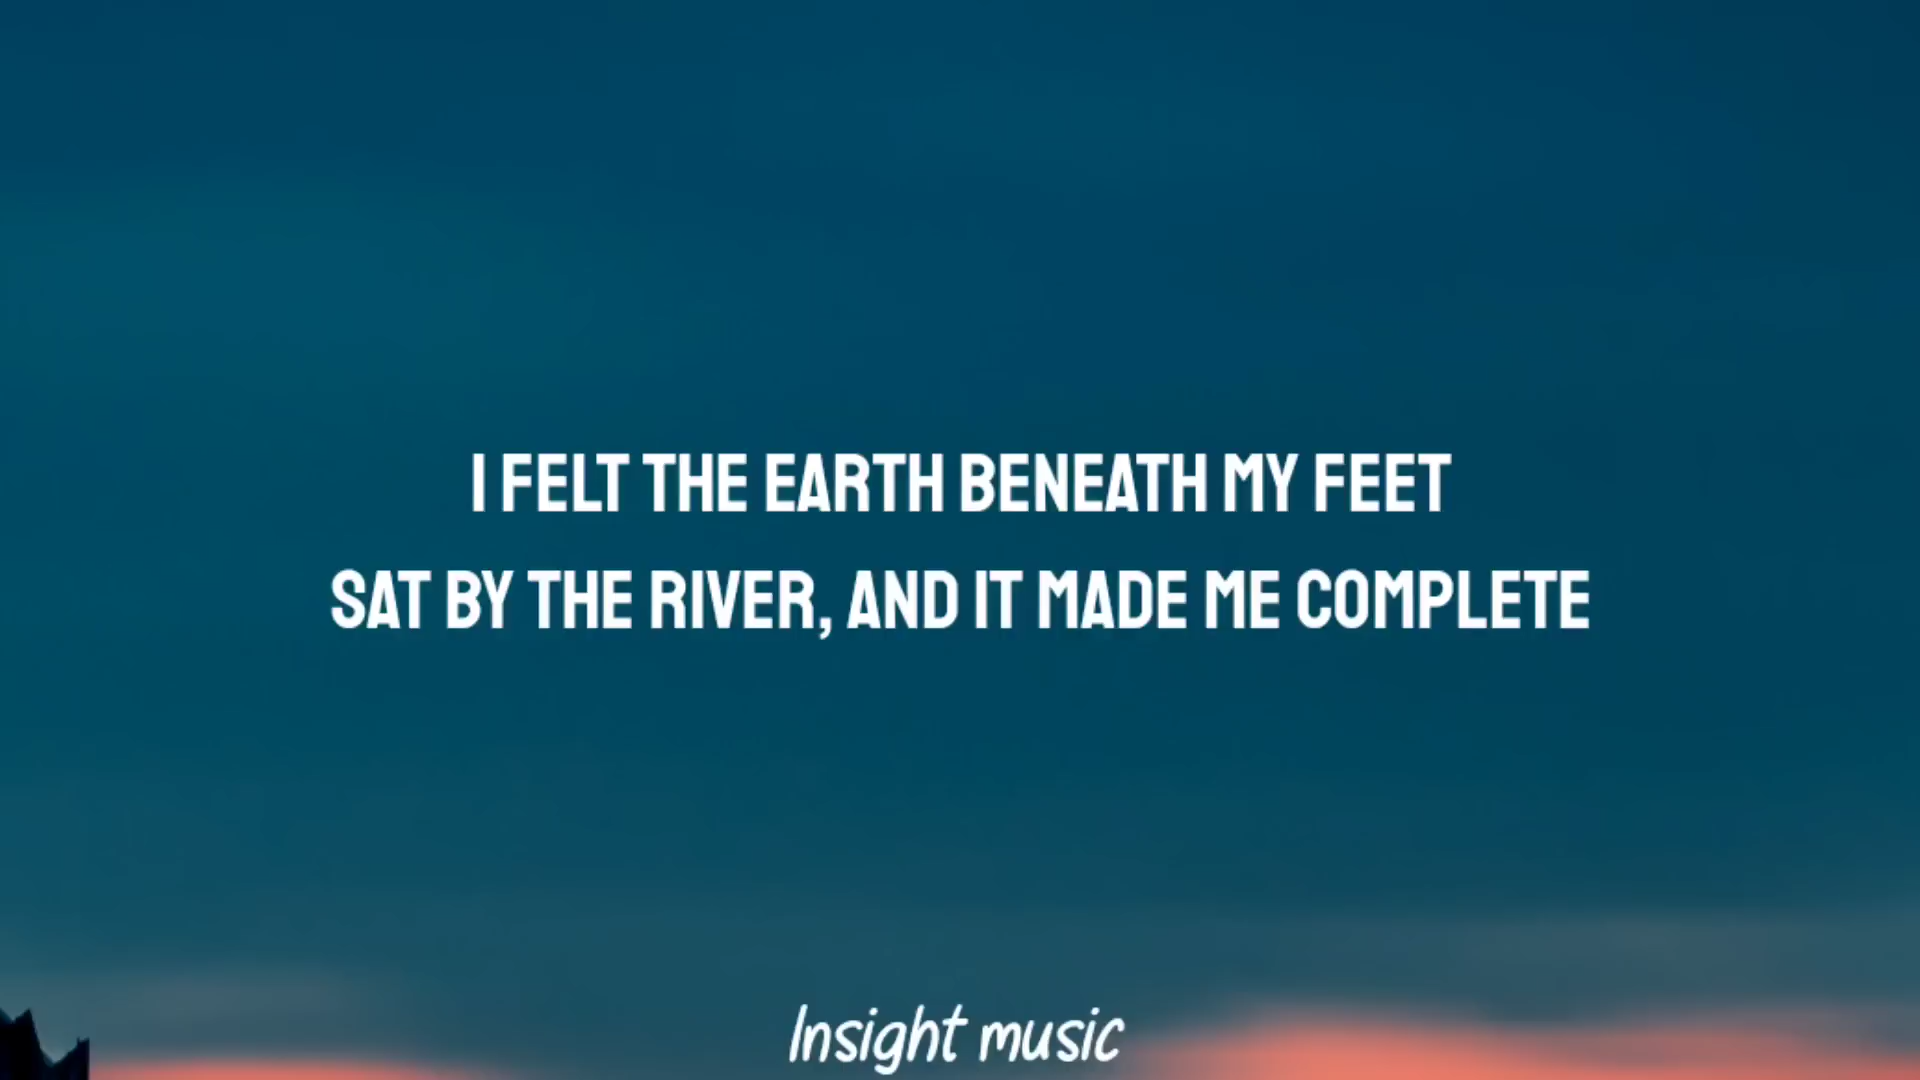 I FELT THE EARTH BENEATH MY FEET
SAT BY THE RIVER, AND IT MADE ME COMPLETE
Insight music